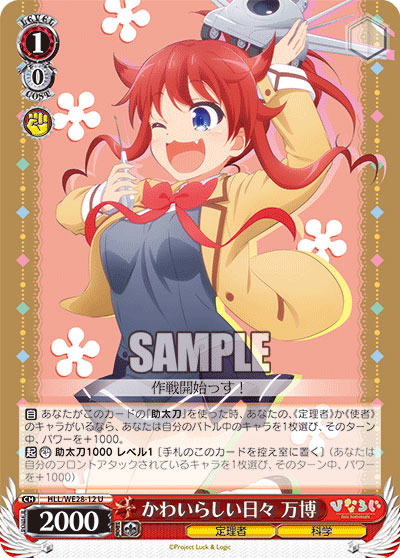 LEVEL
1
0
COST
SAMPLE
作戦開始っす！
自 あなたがこのカードの「助太刀」を使った時、あなたの、《定理者》か《使者》
のキャラがいるなら、あなたは自分のバトル中のキャラを1枚選び、そのター
ン中、パワーを+1000。
起 助太刀1000 レベル1 ［手札のこのカードを控え室に置く］ （あなたは自
分のフロントアタックされているキャラを1枚選び、そのターン中、パワーを
+1000）
CH HLL/WE28-12 U
2000
かわいらしい日々 万博
ひなろじ
定理者
科学
©Project Luck & Logic